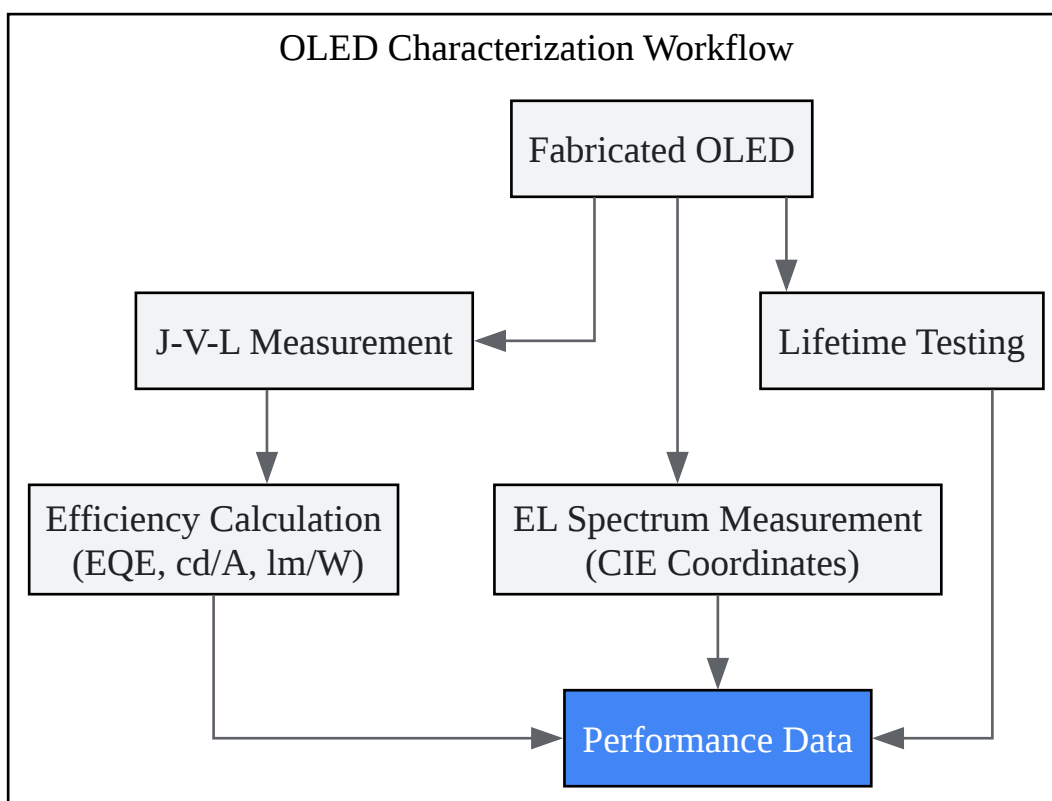 OLED Characterization Workflow
Fabricated OLED
J-V-L Measurement
Lifetime Testing
Efficiency Calculation
(EQE, cd/A, lm/W)
EL Spectrum Measurement
(CIE Coordinates)
Performance Data